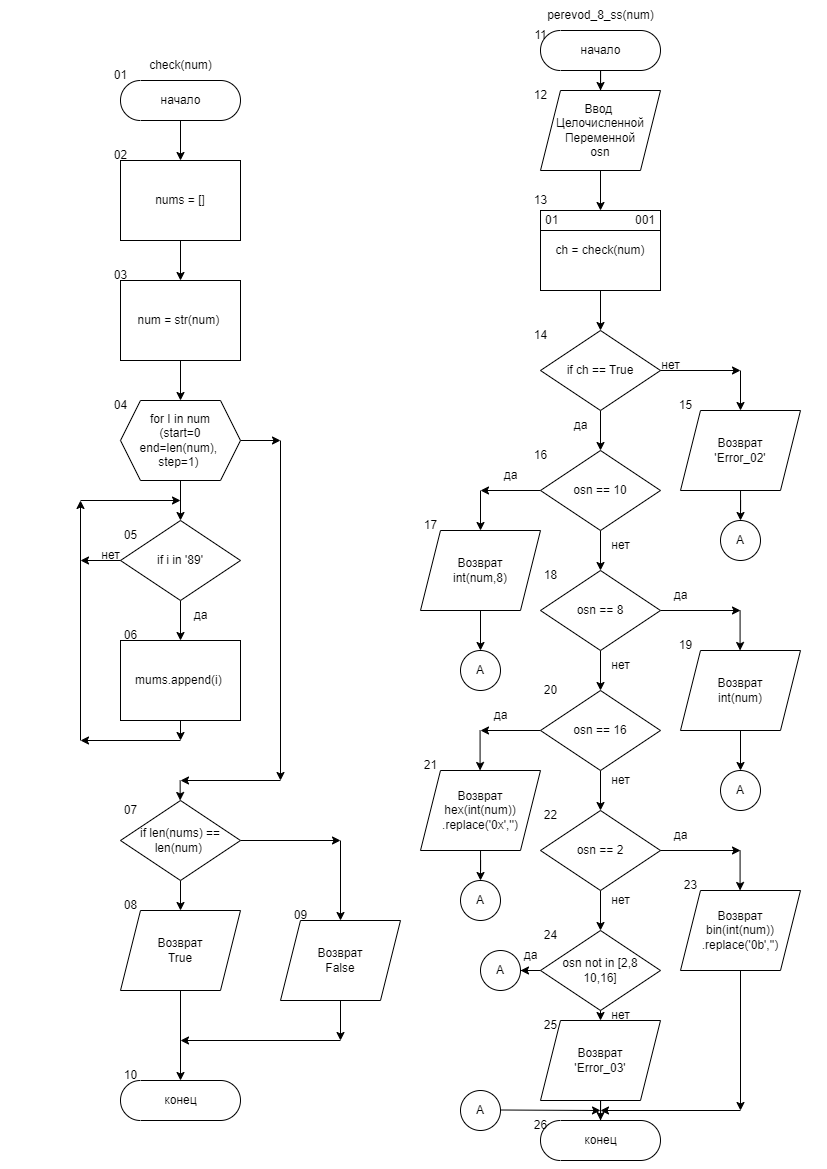 check(num)
01
начало
02
nums = []
03
num = str(num)
04
for I in num
(start=0
end=len(num),
step=1)
05
if i in '89'
нет
да
06
mums.append(i)
07
if len(nums) ==
len(num)
08
Возврат
True
09
Возврат
False
10
конец
perevod_8_ss(num)
11
начало
12
Ввод
Целочисленной
Переменной
osn
13
01 001
ch = check(num)
14
if ch == True
нет
да
15
Возврат
'Error_02'
A
16
osn == 10
да
нет
17
Возврат
int(num,8)
A
18
osn == 8
да
нет
19
Возврат
int(num)
A
20
osn == 16
да
нет
21
Возврат
hex(int(num))
.replace('0x','')
A
22
osn == 2
да
нет
23
Возврат
bin(int(num))
.replace('0b','')
24
osn not in [2,8
10,16]
да
A
нет
25
Возврат
'Error_03'
A
26
конец